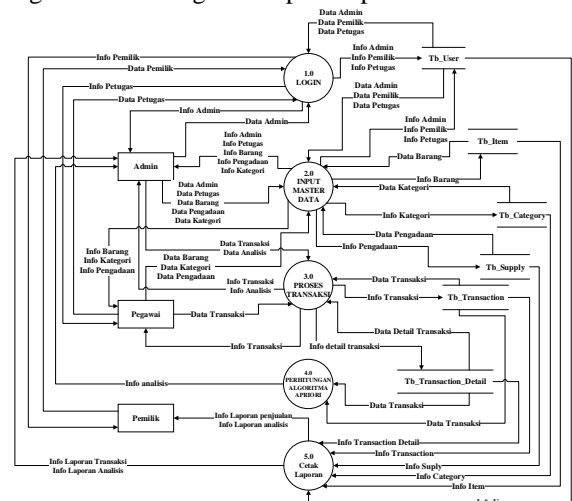 Data Admin
Data Pemilik
Data Petugas
Info Pemilik
Data Pemilik
Info Petugas
Data Petugas
Info Admin
Data Admin
1.0
LOGIN
Info Admin
Info Pemilik
Info Petugas
Tb_User
Data Admin
Data Pemilik
Data Petugas
Info Admin
Info Pemilik
Info Petugas
Tb_Item
Data Barang
Info Barang
Admin
Info Admin
Info Petugas
Info Barang
Info Pengadaan
Info Kategori
Data Admin
Data Petugas
Data Barang
Data Pengadaan
Data Kategori
2.0
INPUT
MASTER
DATA
Data Kategori
Info Kategori
Tb_Category
Data Pengadaan
Info Pengadaan
Tb_Supply
Info Barang
Info Kategori
Info Pengadaan
Data Barang
Data Kategori
Data Pengadaan
Data Transaksi
Data Analisis
Info Transaksi
Info Analisis
3.0
PROSES
TRANSAKSI
Data Transaksi
Info Transaksi
Tb_Transaction
Pegawai
Data Transaksi
Info Transaksi
Data Detail Transaksi
Info detail transaksi
Tb_Transaction_Detail
4.0
PERHITUNGAN
ALGORITMA
APRIORI
Info analisis
Data Transaksi
Data Transaksi
Pemilik
Info Laporan penjualan
Info Laporan analisis
5.0
Cetak
Laporan
Info Laporan Transaksi
Info Laporan Analisis
Info Transaction Detail
Info Transaction
Info Suply
Info Category
Info Item